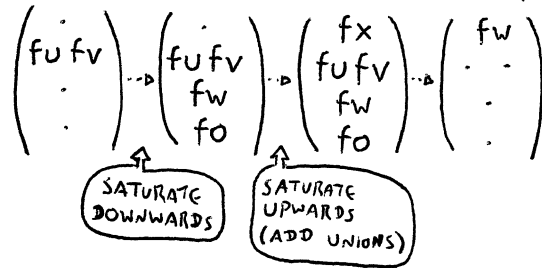 ( . ) ⇢ ( . ) ⇢ ( fx ) ⇢ ( fw )
fu fv fu fv fu fv . .
. fw fw .
. fo fo .
SATURATE
DOWNWARDS
SATURATE
UPWARDS
(ADD UNIONS)